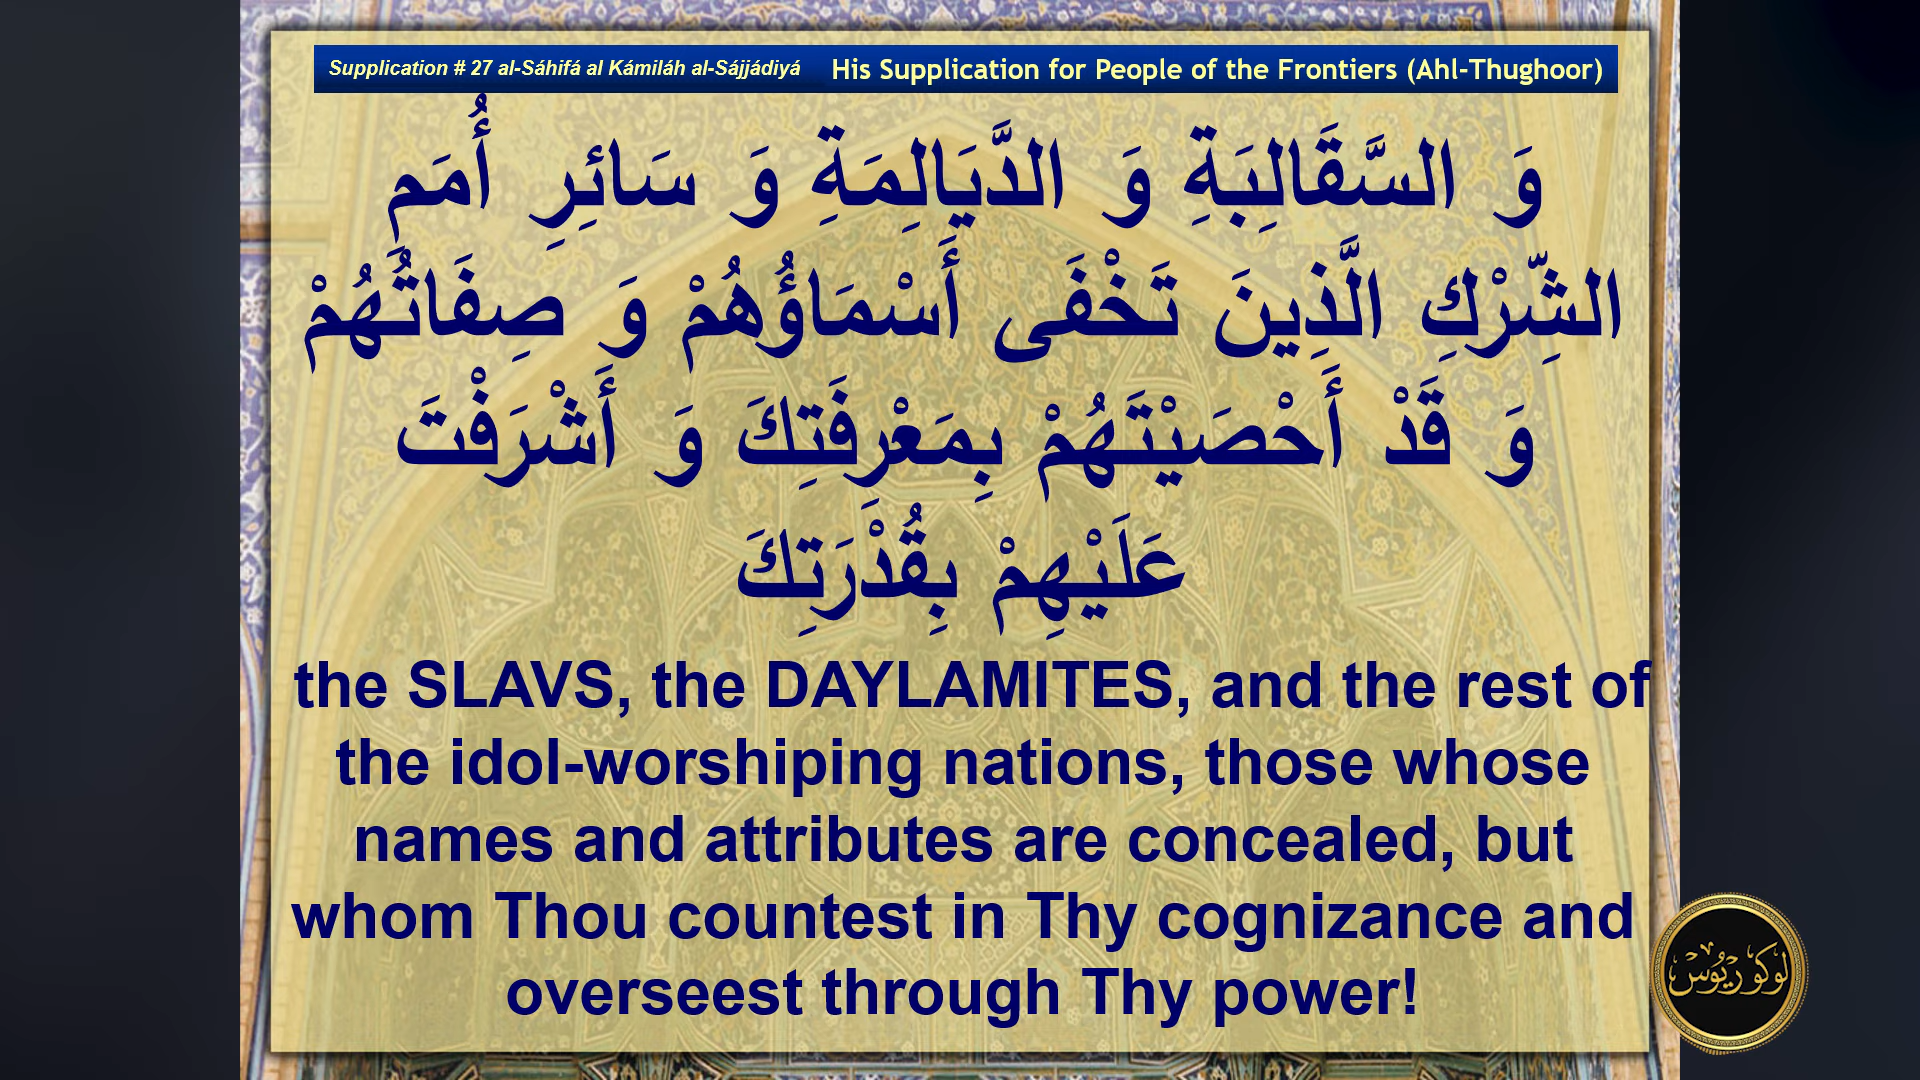 Supplication # 27 al-Sáhifá al Kámiláh al-Sájjádiyá His Supplication for People of the Frontiers (Ahl-Thughoor)
وَ السَّقَالِبَةِ وَ الدَّيَالِمَةِ وَ سَائِرِ أُمَمِ
الشِّرْكِ الَّذِينَ تَخْفَى أَسْمَاؤُهُمْ وَ صِفَاتُهُمْ
وَ قَدْ أَحْصَيْتَهُمْ بِمَعْرِفَتِكَ وَ أَشْرَفْتَ
عَلَيْهِمْ بِقُدْرَتِكَ
the SLAVS, the DAYLAMITES, and the rest of
the idol-worshiping nations, those whose
names and attributes are concealed, but
whom Thou countest in Thy cognizance and
overseest through Thy power!
لوكوريوس